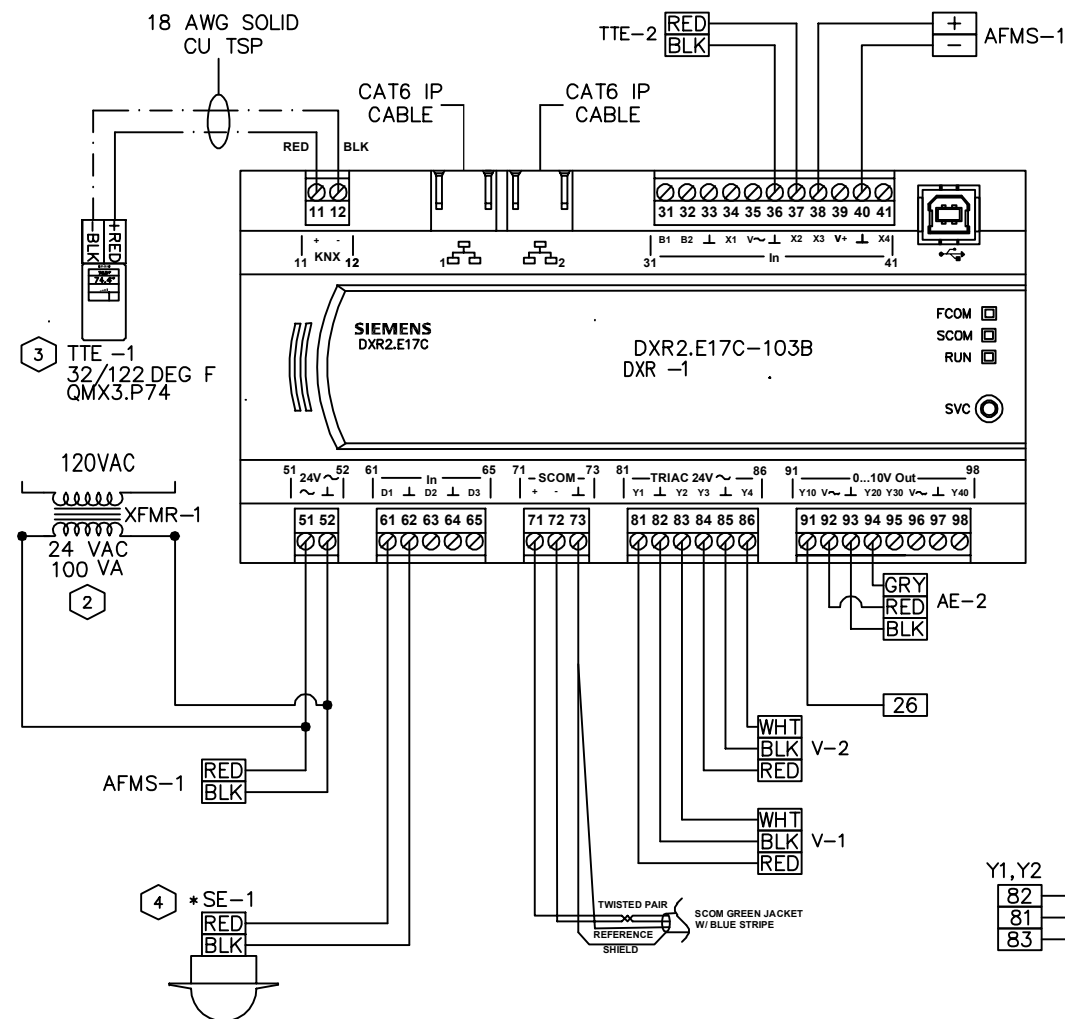 18 AWG SOLID
CU TSP
TTE-2
RED
BLK
+
−
AFMS-1
CAT6 IP
CABLE
CAT6 IP
CABLE
RED
BLK
11 12
31 32 33 34 35 36 37 38 39 40 41
+ -
11 KNX 12
1
2
B1 B2 ⊥ X1 V~ ⊥ X2 X3 V+ ⊥ X4
31 In 41
-BLK
+RED
74.4°
SIEMENS
DXR2.E17C
DXR2.E17C-103B
DXR -1
FCOM
SCOM
RUN
SVC
3
TTE -1
32/122 DEG F
QMX3.P74
120VAC
XFMR-1
24 VAC
100 VA
2
51 24V ~ 52
~ ⊥
61 In 65
D1 ⊥ D2 ⊥ D3
71 SCOM 73
+ - ⊥
81 TRIAC 24V ~ 86
Y1 ⊥ Y2 Y3 ⊥ Y4
91 0...10V Out 98
Y10 V~ ⊥ Y20 Y30 V~ ⊥ Y40
51 52
61 62 63 64 65
71 72 73
81 82 83 84 85 86
91 92 93 94 95 96 97 98
GRY
RED
BLK
AE-2
26
WHT
BLK
RED
V-2
AFMS-1
RED
BLK
WHT
BLK
RED
V-1
4
*SE-1
RED
BLK
TWISTED PAIR
REFERENCE
SHIELD
SCOM GREEN JACKET
W/ BLUE STRIPE
Y1,Y2
82
81
83